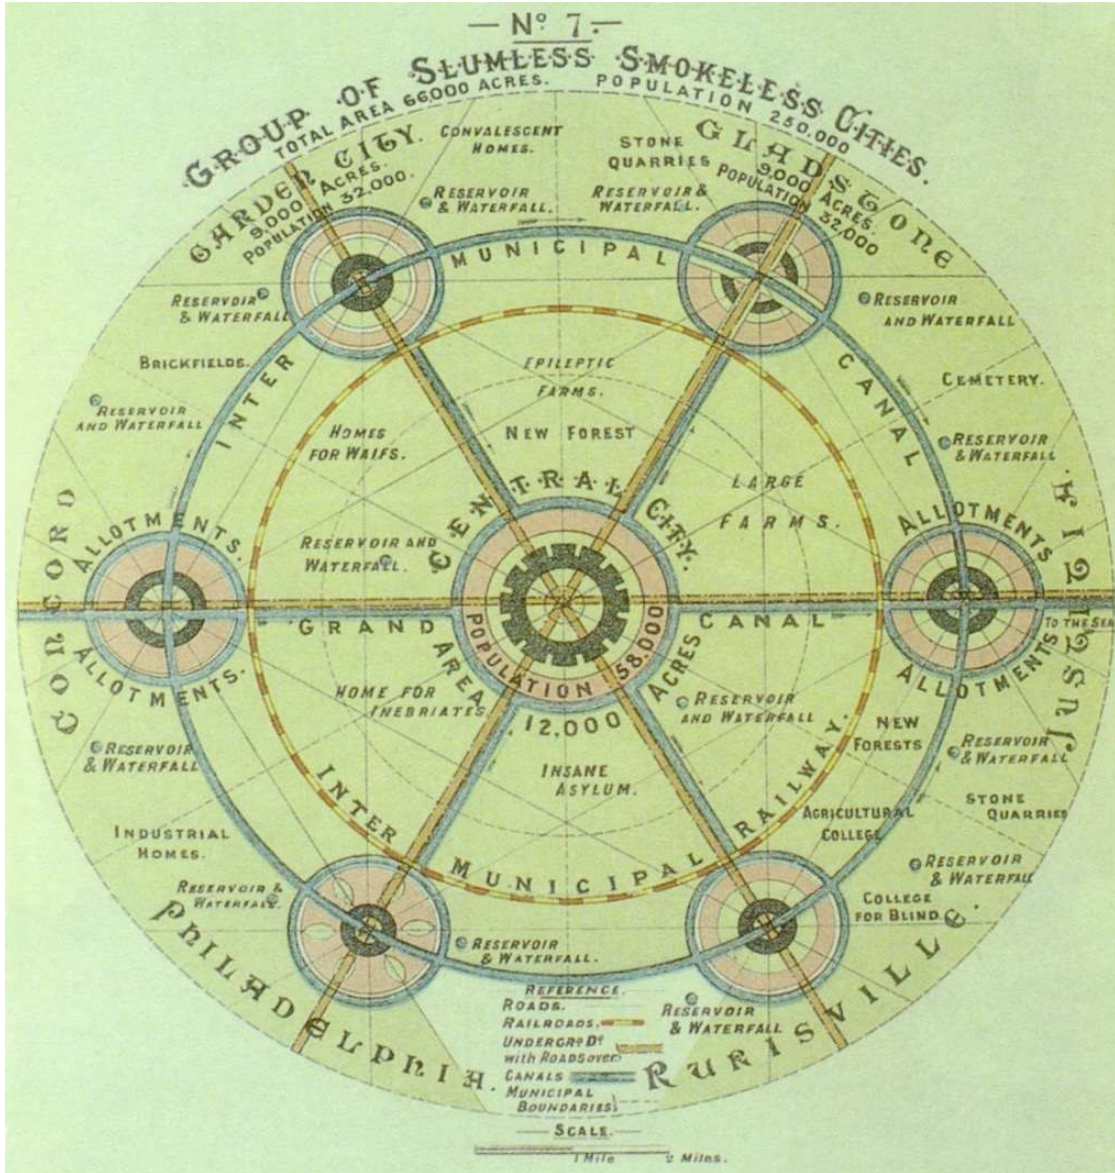 — Nº 7. —
GROUP OF SLUMLESS SMOKELESS CITIES.
TOTAL AREA 66000 ACRES. POPULATION 250,000
GARDEN CITY.
9,000 ACRES.
POPULATION 32.000.
CONVALESCENT
HOMES.
STONE
QUARRIES
GLADSTONE
9,000 ACRES.
POPULATION
32,000
RESERVOIR
& WATERFALL.
RESERVOIR &
WATERFALL.
INTER MUNICIPAL CANAL
RESERVOIR
& WATERFALL
RESERVOIR
AND WATERFALL
BRICKFIELDS.
EPILEPTIC
FARMS.
CEMETERY.
RESERVOIR
AND WATERFALL
HOMES
FOR WAIFS.
NEW FOREST
RESERVOIR
& WATERFALL
LARGE
FARMS.
CENTRAL CITY.
CONCORD
ALLOTMENTS.
RESERVOIR AND
WATERFALL.
ALLOTMENTS
JUSTITIA.
GRAND CANAL
TO THE SEA
POPULATION 58.000
AREA 12,000 ACRES
ALLOTMENTS.
ALLOTMENTS
HOME FOR
INEBRIATES.
RESERVOIR
AND WATERFALL
NEW
FORESTS
RESERVOIR
& WATERFALL
RESERVOIR
& WATERFALL
INSANE
ASYLUM.
INTER MUNICIPAL RAILWAY.
STONE
QUARRIES
AGRICULTURAL
COLLEGE
INDUSTRIAL
HOMES.
RESERVOIR
& WATERFALL
RESERVOIR &
WATERFALL.
COLLEGE
FOR BLIND.
RESERVOIR
& WATERFALL.
PHILADELPHIA.
RURISVILLE.
REFERENCE.
ROADS.
RAILROADS.
UNDERGRD Dº
with ROADS over
CANALS
MUNICIPAL
BOUNDARIES
RESERVOIR
& WATERFALL
— SCALE. —
1 Mile 2 Miles.